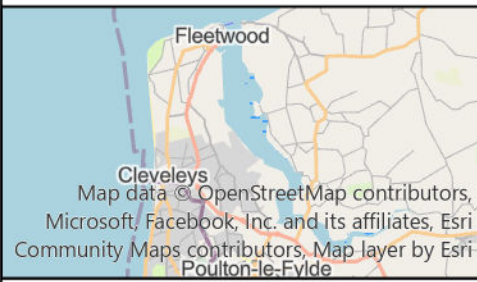 Fleetwood
Cleveleys
Map data © OpenStreetMap contributors,
Microsoft, Facebook, Inc. and its affiliates, Esri
Community Maps contributors, Map layer by Esri
Poulton-le-Fylde